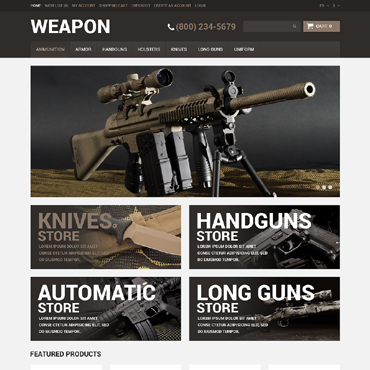 HOME WISH LIST (0) MY ACCOUNT SHOPPING CART CHECKOUT CREATE AN ACCOUNT LOGIN
EN $
WEAPON
(800) 234-5679
CART: 0
AMMUNITION ARMOR HANDGUNS HOLSTERS KNIVES LONG GUNS UNIFORM
KNIVES
STORE
LOREM IPSUM DOLOR SIT AMET
CONSE CTETUR ADIPISICING ELIT, SED
DO EIUSMOD TEMPOR.
HANDGUNS
STORE
LOREM IPSUM DOLOR SIT AMET
CONSE CTETUR ADIPISICING ELIT, SED
DO EIUSMOD TEMPOR.
AUTOMATIC
STORE
LOREM IPSUM DOLOR SIT AMET
CONSE CTETUR ADIPISICING ELIT, SED
DO EIUSMOD TEMPOR.
LONG GUNS
STORE
LOREM IPSUM DOLOR SIT AMET
CONSE CTETUR ADIPISICING ELIT, SED
DO EIUSMOD TEMPOR.
FEATURED PRODUCTS